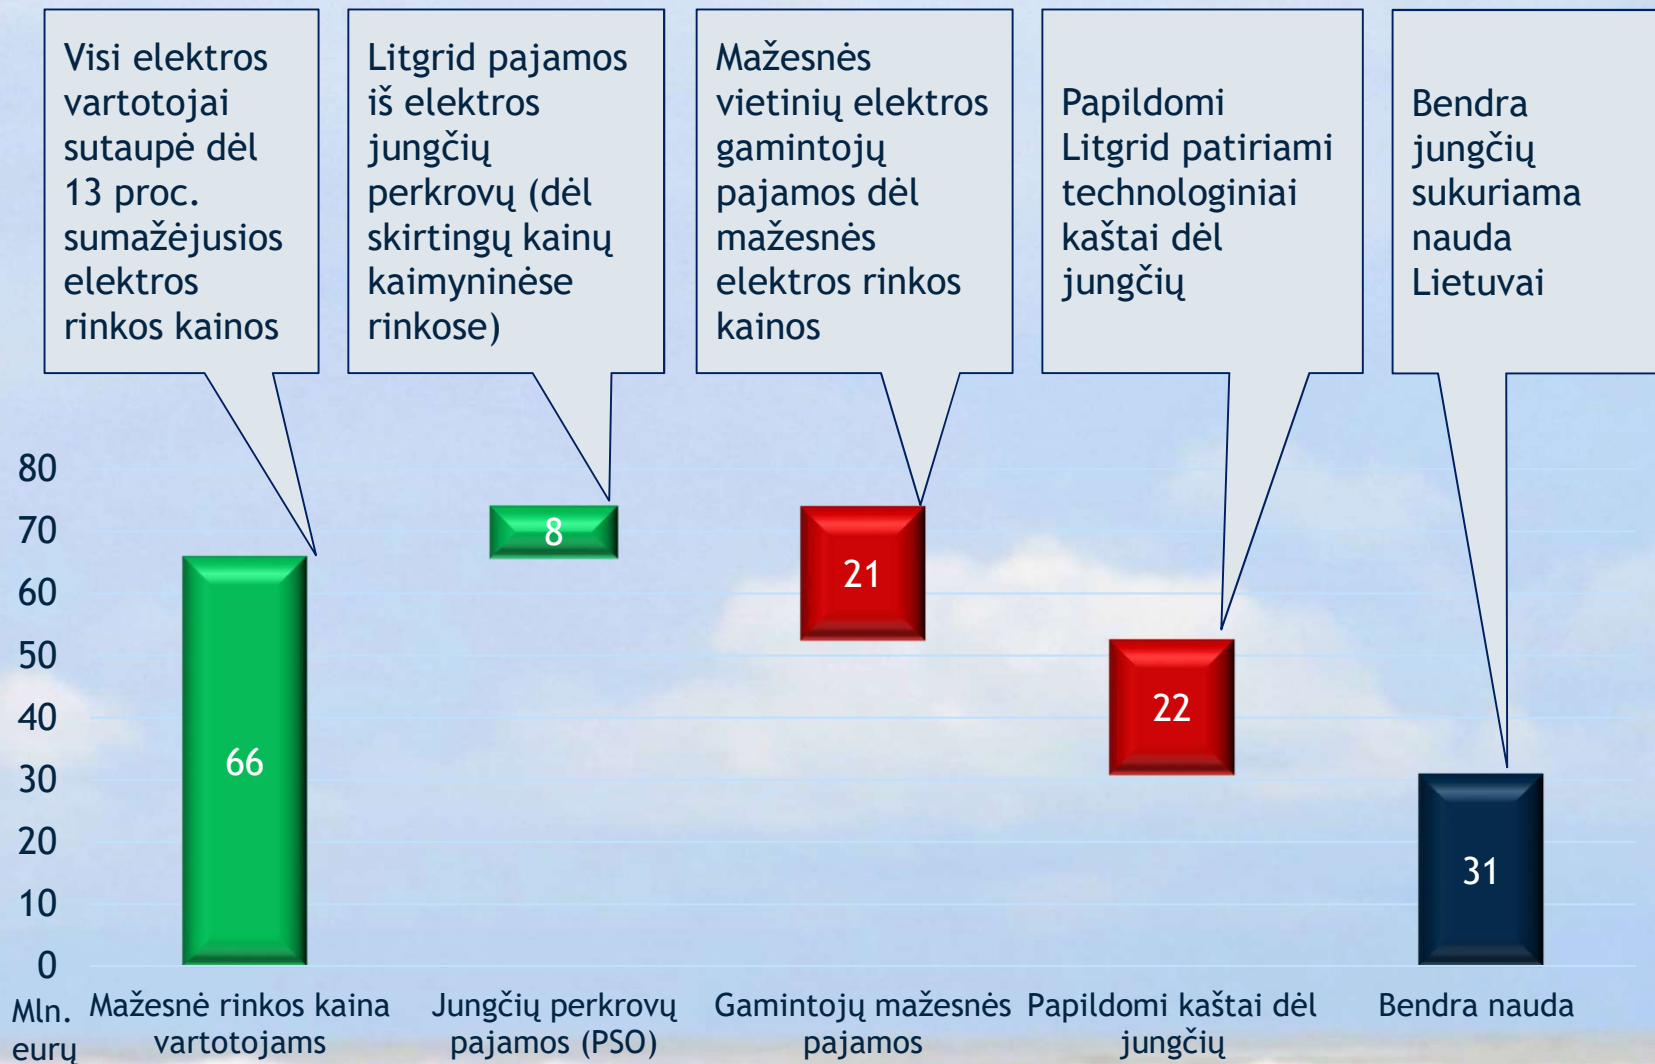 Visi elektros
vartotojai
sutaupė dėl
13 proc.
sumažėjusios
elektros
rinkos kainos
Litgrid pajamos
iš elektros
jungčių
perkrovų (dėl
skirtingų kainų
kaimyninėse
rinkose)
Mažesnės
vietinių elektros
gamintojų
pajamos dėl
mažesnės
elektros rinkos
kainos
Papildomi
Litgrid patiriami
technologiniai
kaštai dėl
jungčių
Bendra
jungčių
sukuriama
nauda
Lietuvai
80
70
60
50
40
30
20
10
0
Mln.
eurų
66
8
21
22
31
Mažesnė rinkos kaina
vartotojams
Jungčių perkrovų
pajamos (PSO)
Gamintojų mažesnės
pajamos
Papildomi kaštai dėl
jungčių
Bendra nauda